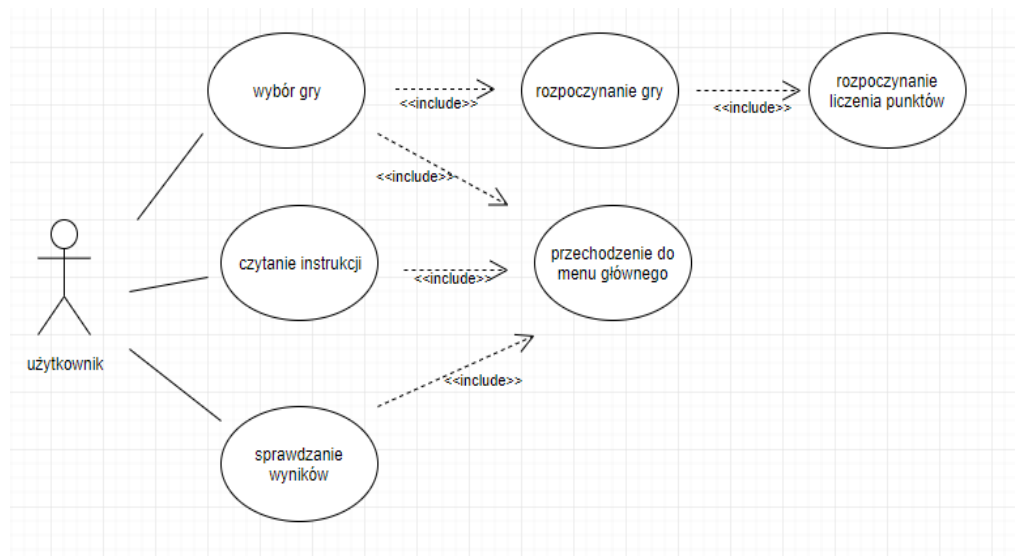 wybór gry
<<include>>
rozpoczynanie gry
<<include>>
rozpoczynanie
liczenia punktów
<<include>>
czytanie instrukcji
<<include>>
przechodzenie do
menu głównego
użytkownik
<<include>>
sprawdzanie
wyników